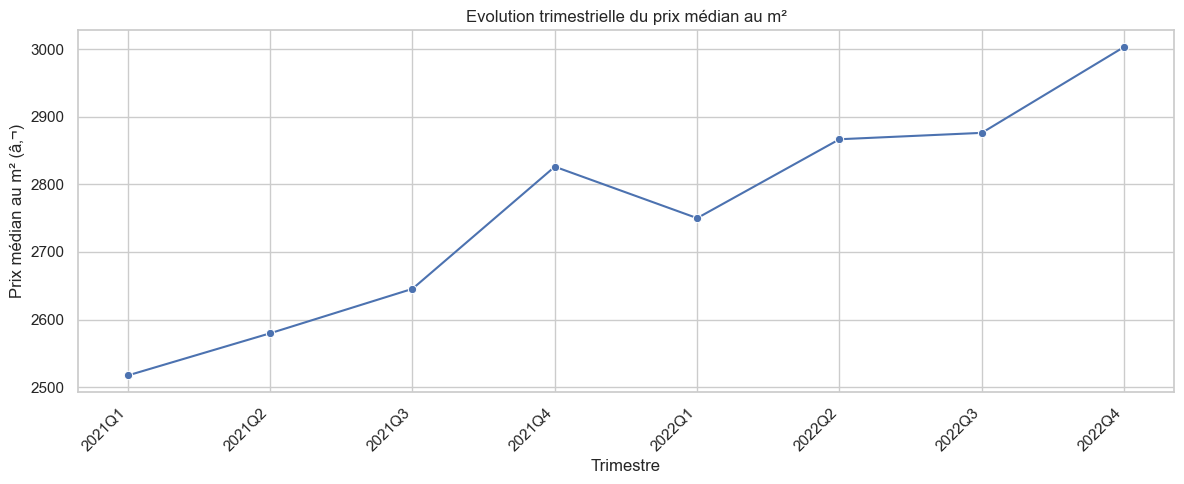 Evolution trimestrielle du prix médian au m²
Prix médian au m² (â‚¬)
3000
2900
2800
2700
2600
2500
2021Q1
2021Q2
2021Q3
2021Q4
2022Q1
2022Q2
2022Q3
2022Q4
Trimestre